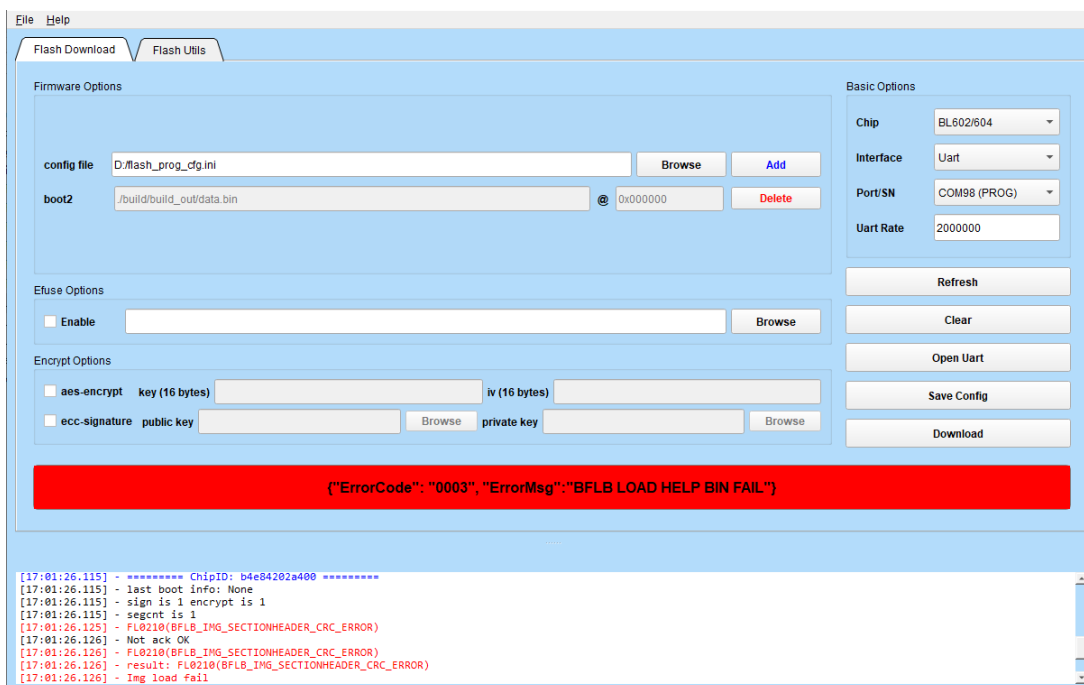 File Help
Flash Download Flash Utils
Firmware Options
config file D:/flash_prog_cfg.ini Browse Add
boot2 ./build/build_out/data.bin @ 0x000000 Delete
Basic Options
Chip BL602/604
Interface Uart
Port/SN COM98 (PROG)
Uart Rate 2000000
Efuse Options
Enable Browse
Encrypt Options
aes-encrypt key (16 bytes) iv (16 bytes)
ecc-signature public key Browse private key Browse
Refresh
Clear
Open Uart
Save Config
Download
{"ErrorCode": "0003", "ErrorMsg":"BFLB LOAD HELP BIN FAIL"}
[17:01:26.115] - ========= ChipID: b4e84202a400 =========
[17:01:26.115] - last boot info: None
[17:01:26.115] - sign is 1 encrypt is 1
[17:01:26.115] - segcnt is 1
[17:01:26.125] - FL0210(BFLB_IMG_SECTIONHEADER_CRC_ERROR)
[17:01:26.126] - Not ack OK
[17:01:26.126] - FL0210(BFLB_IMG_SECTIONHEADER_CRC_ERROR)
[17:01:26.126] - result: FL0210(BFLB_IMG_SECTIONHEADER_CRC_ERROR)
[17:01:26.126] - Img load fail